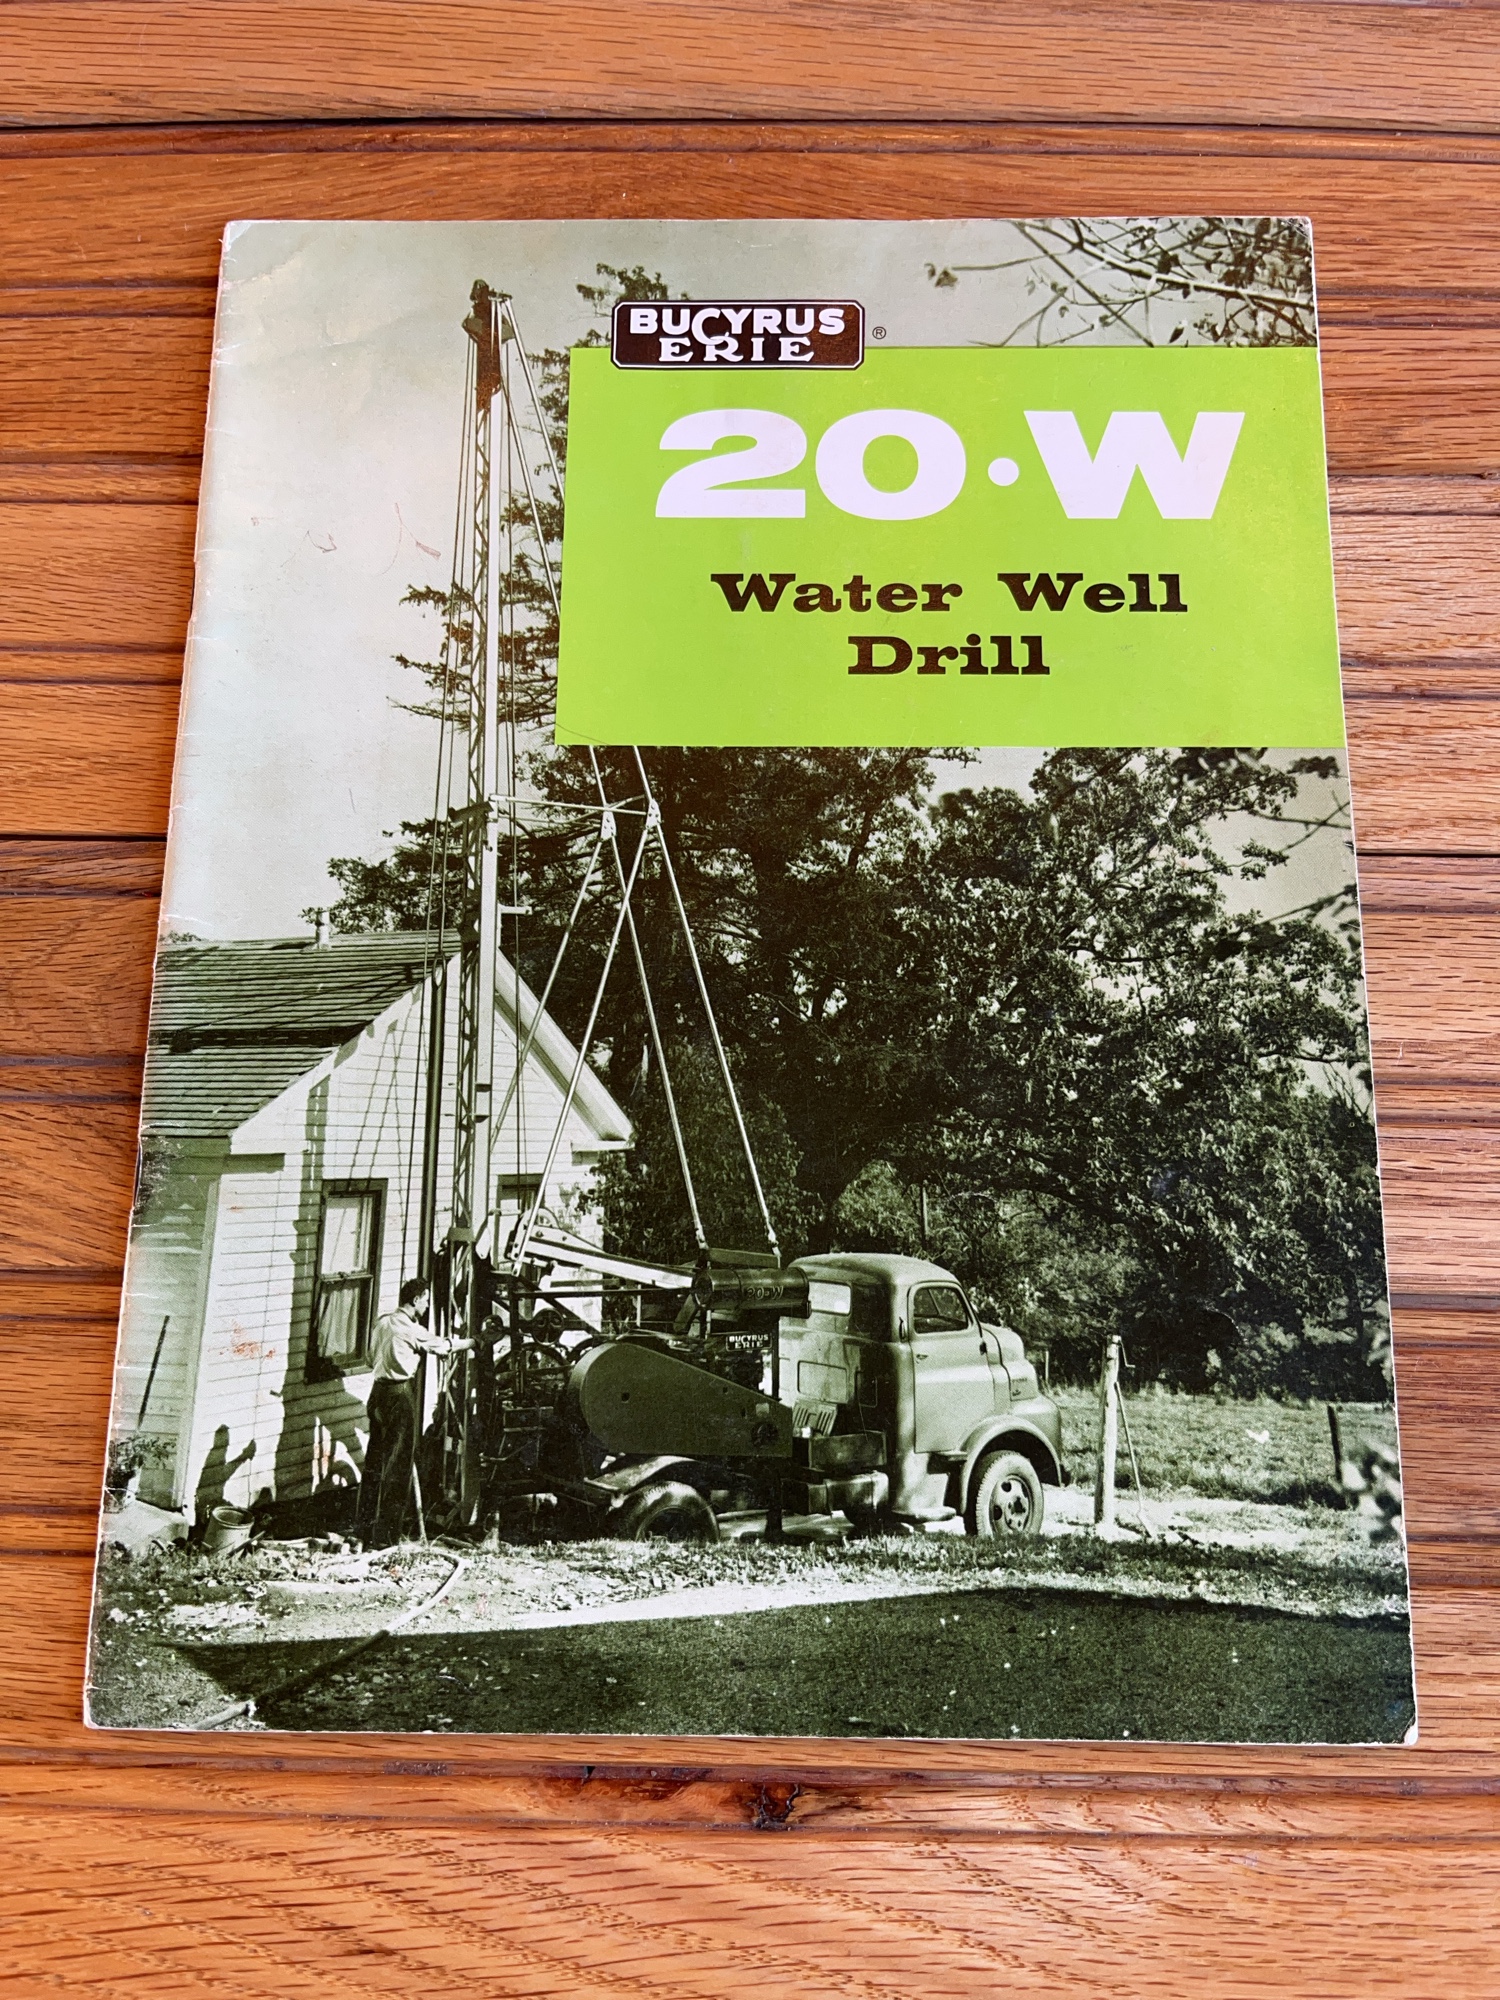 BUCYRUS
ERIE ®
20·W
Water Well
Drill
20-W
BUCYRUS
ERIE